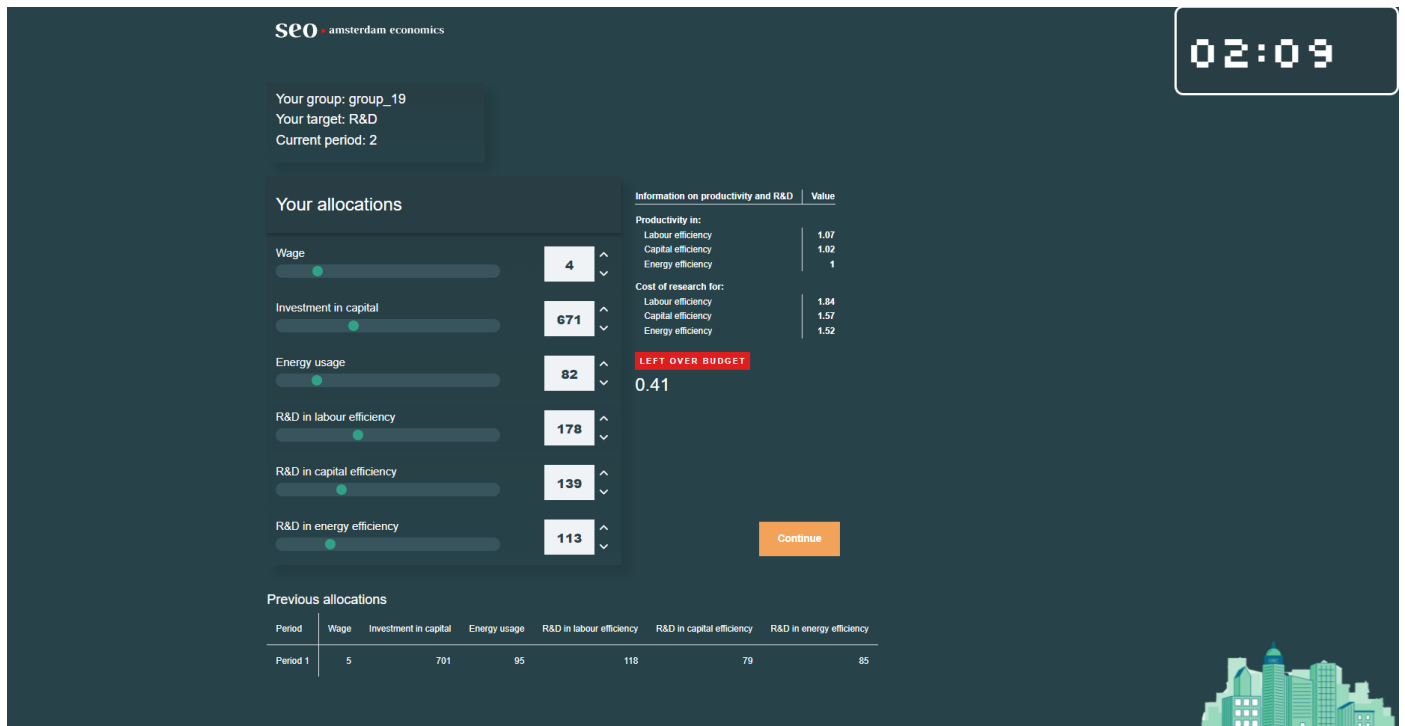 seo • amsterdam economics
02:09
Your group: group_19
Your target: R&D
Current period: 2
Your allocations
Wage
4
Investment in capital
671
Energy usage
82
R&D in labour efficiency
178
R&D in capital efficiency
139
R&D in energy efficiency
113
Information on productivity and R&D Value
Productivity in:
Labour efficiency 1.07
Capital efficiency 1.02
Energy efficiency 1
Cost of research for:
Labour efficiency 1.84
Capital efficiency 1.57
Energy efficiency 1.52
LEFT OVER BUDGET
0.41
Continue
Previous allocations
Period Wage Investment in capital Energy usage R&D in labour efficiency R&D in capital efficiency R&D in energy efficiency
Period 1 5 701 95 118 79 85